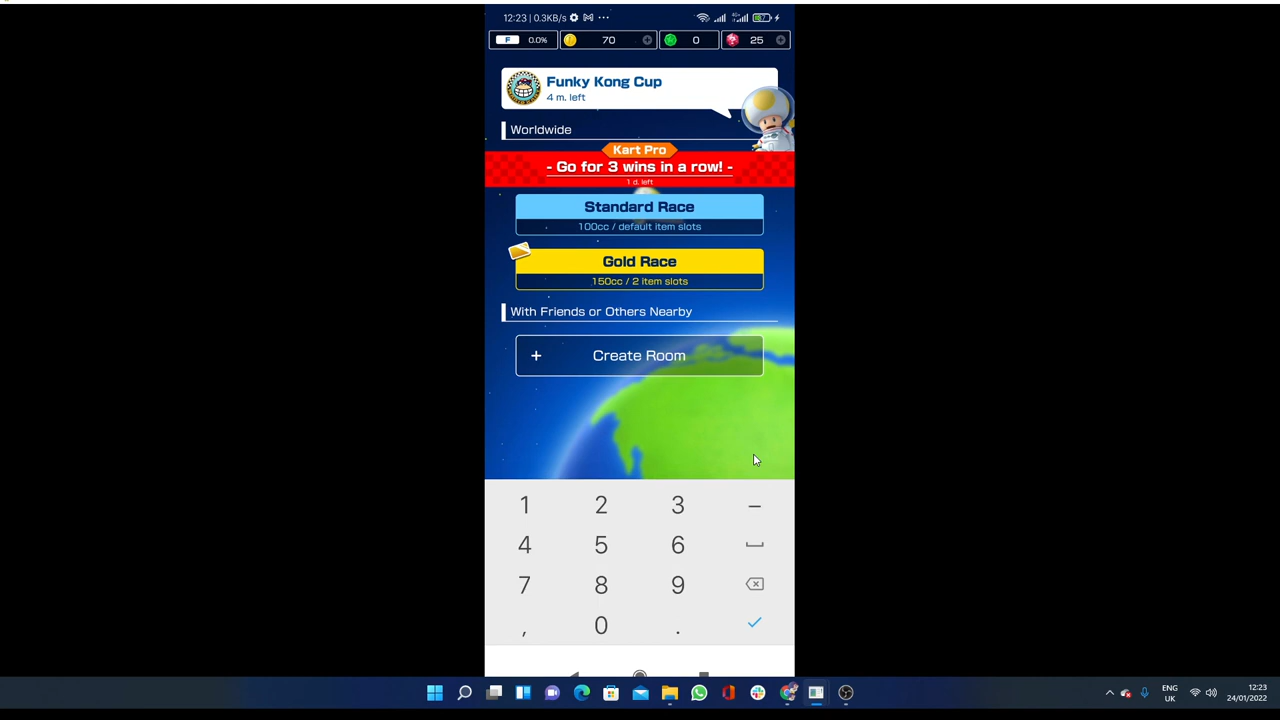 12:23 | 0.3KB/s
F 0.0% 70 0 25
Funky Kong Cup
4 m. left
Worldwide
Kart Pro
- Go for 3 wins in a row! -
1 d. left
Standard Race
100cc / default item slots
Gold Race
150cc / 2 item slots
With Friends or Others Nearby
+ Create Room
1 2 3 –
4 5 6
7 8 9
, 0 .
ENG
UK
12:23
24/01/2022